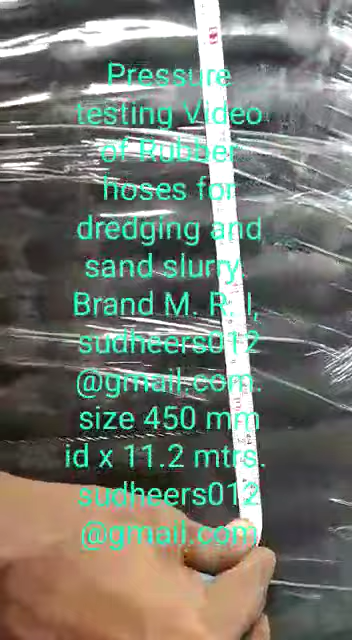 Pressure
testing Video
of Rubber
hoses for
dredging and
sand slurry.
Brand M. R. I,
sudheers012
@gmail.com.
size 450 mm
id x 11.2 mtrs.
sudheers012
@gmail.com